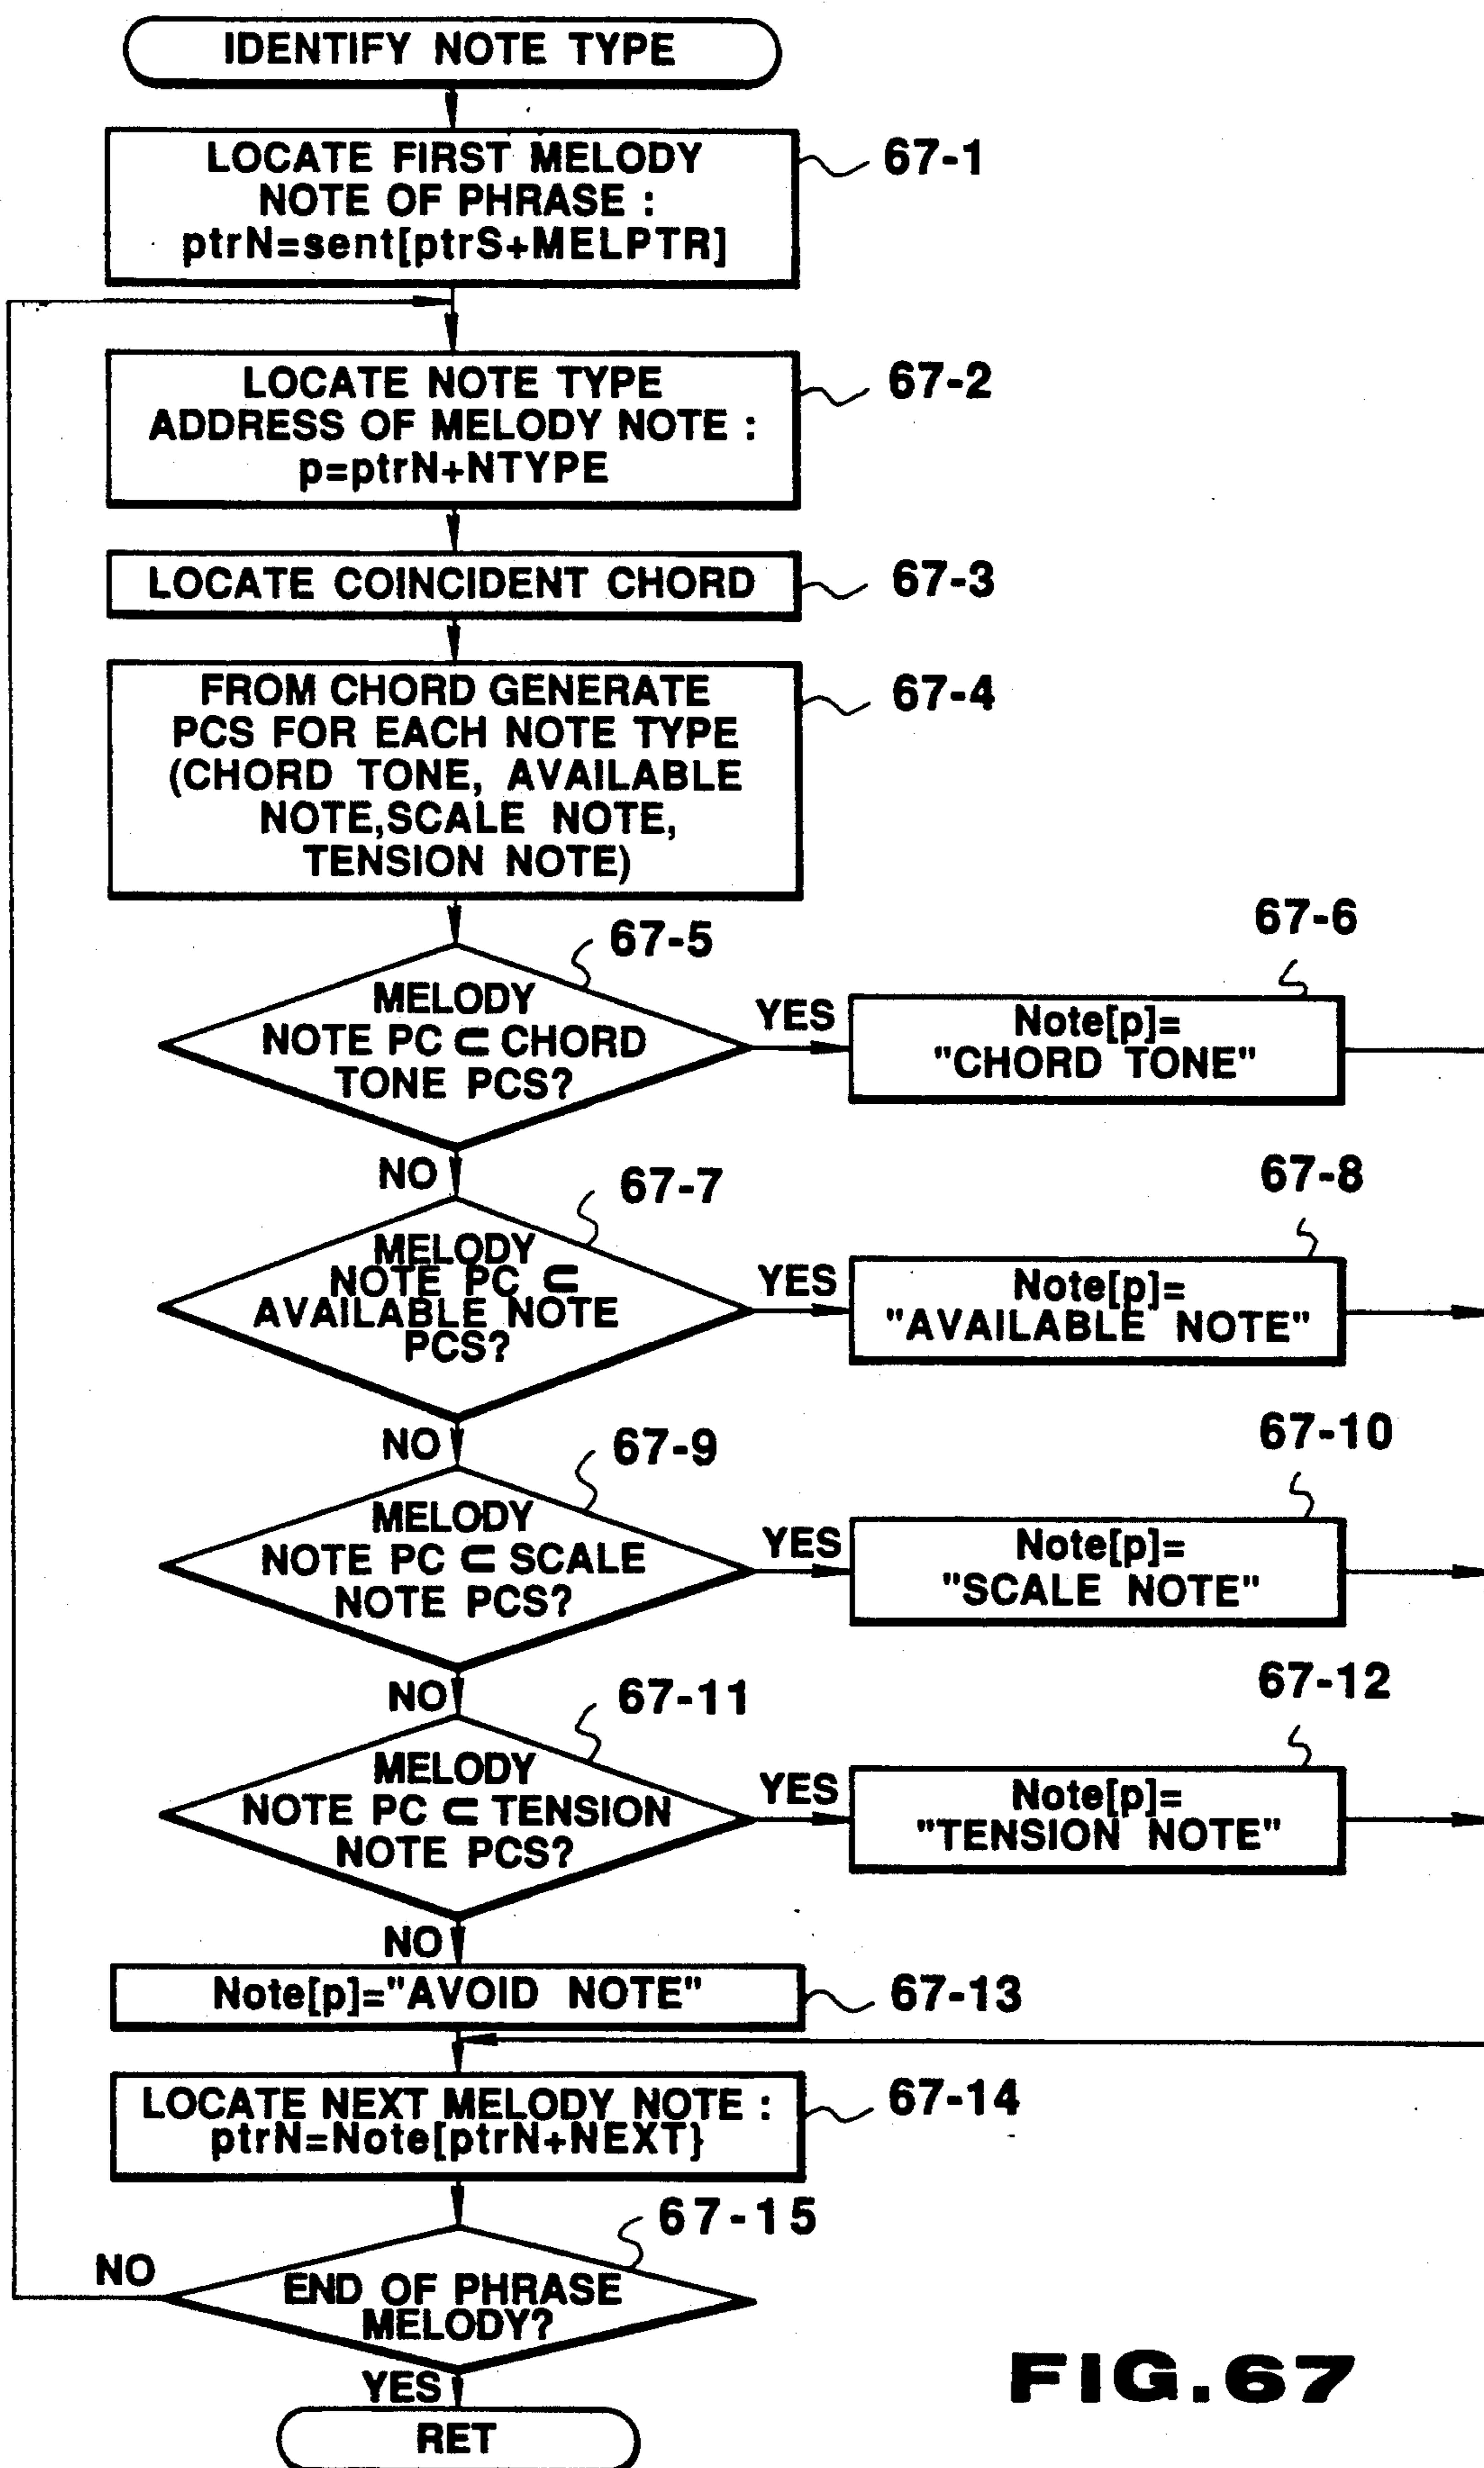 IDENTIFY NOTE TYPE
LOCATE FIRST MELODY
NOTE OF PHRASE :
ptrN=sent[ptrS+MELPTR]
67-1
LOCATE NOTE TYPE
ADDRESS OF MELODY NOTE :
p=ptrN+NTYPE
67-2
LOCATE COINCIDENT CHORD
67-3
FROM CHORD GENERATE
PCS FOR EACH NOTE TYPE
(CHORD TONE, AVAILABLE
NOTE,SCALE NOTE,
TENSION NOTE)
67-4
67-5
MELODY
NOTE PC ⊂ CHORD
TONE PCS?
YES
67-6
Note[p]=
"CHORD TONE"
NO
67-7
MELODY
NOTE PC ⊂
AVAILABLE NOTE
PCS?
YES
67-8
Note[p]=
"AVAILABLE NOTE"
NO
67-9
MELODY
NOTE PC ⊂ SCALE
NOTE PCS?
YES
67-10
Note[p]=
"SCALE NOTE"
NO
67-11
MELODY
NOTE PC ⊂ TENSION
NOTE PCS?
YES
67-12
Note[p]=
"TENSION NOTE"
NO
Note[p]="AVOID NOTE"
67-13
LOCATE NEXT MELODY NOTE :
ptrN=Note[ptrN+NEXT}
67-14
67-15
END OF PHRASE
MELODY?
NO
YES
RET
FIG.67